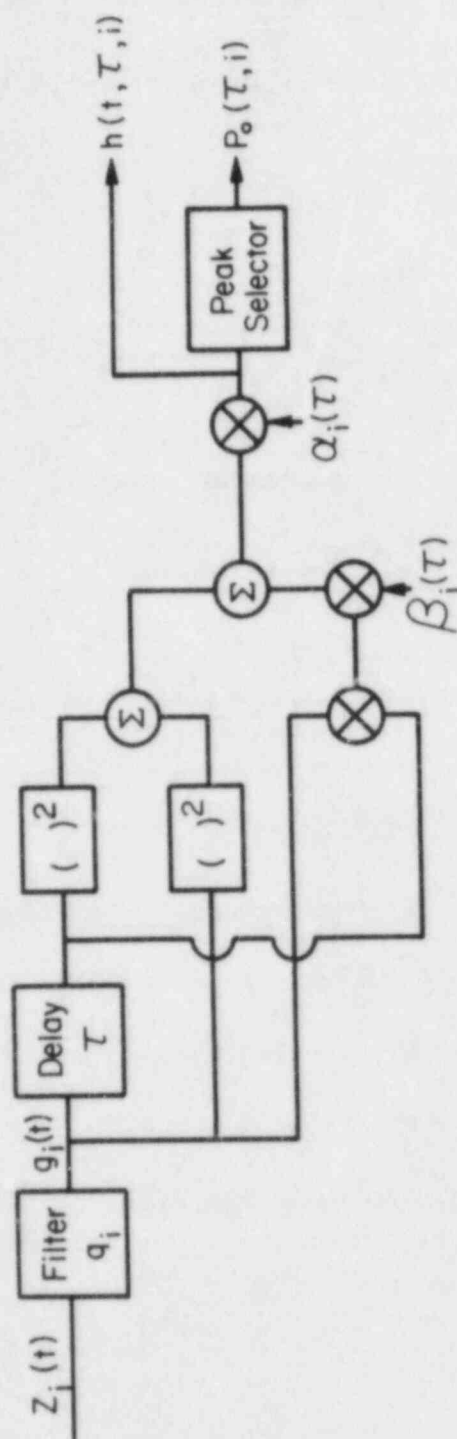 Z_i (t)
Filter
q_i
g_i(t)
Delay
τ
( )²
( )²
Σ
Σ
β_i(τ)
α_i(τ)
Peak
Selector
h(t,τ,i)
P_o(τ,i)